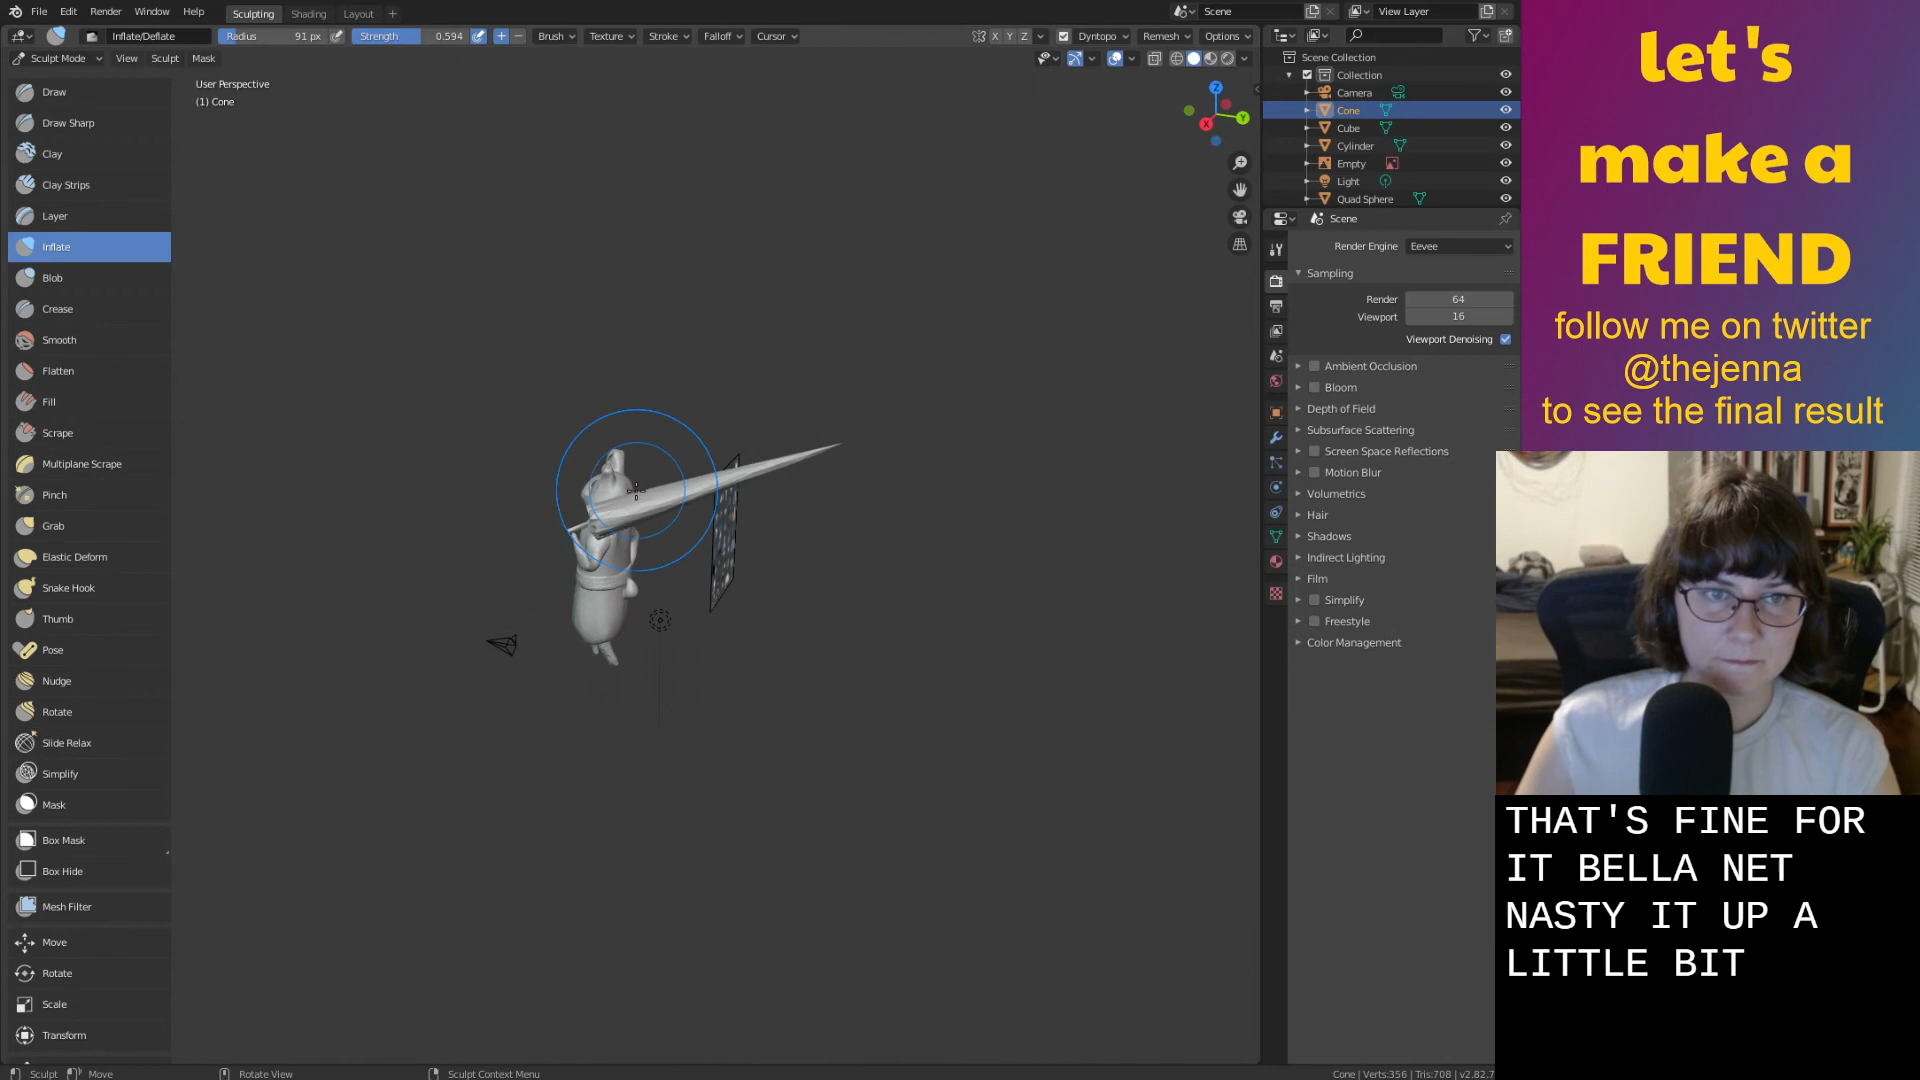 File Edit Render Window Help Sculpting Shading Layout Scene View Layer
Inflate/Deflate Radius 91 px Strength 0.594 Brush Texture Stroke Falloff Cursor X Y Z Dyntopo Remesh Options
Sculpt Mode View Sculpt Mask
User Perspective
(1) Cone
Draw
Draw Sharp
Clay
Clay Strips
Layer
Inflate
Blob
Crease
Smooth
Flatten
Fill
Scrape
Multiplane Scrape
Pinch
Grab
Elastic Deform
Snake Hook
Thumb
Pose
Nudge
Rotate
Slide Relax
Simplify
Mask
Box Mask
Box Hide
Mesh Filter
Move
Rotate
Scale
Transform
Z
Y
X
Scene Collection
Collection
Camera
Cone
Cube
Cylinder
Empty
Light
Quad Sphere
Scene
Render Engine Eevee
Sampling
Render 64
Viewport 16
Viewport Denoising
Ambient Occlusion
Bloom
Depth of Field
Subsurface Scattering
Screen Space Reflections
Motion Blur
Volumetrics
Hair
Shadows
Indirect Lighting
Film
Simplify
Freestyle
Color Management
Sculpt Move Rotate View Sculpt Context Menu Cone | Verts:356 | Tris:708 | v2.82.7
let's
make a
FRIEND
follow me on twitter
@thejenna
to see the final result
THAT'S FINE FOR
IT BELLA NET
NASTY IT UP A
LITTLE BIT